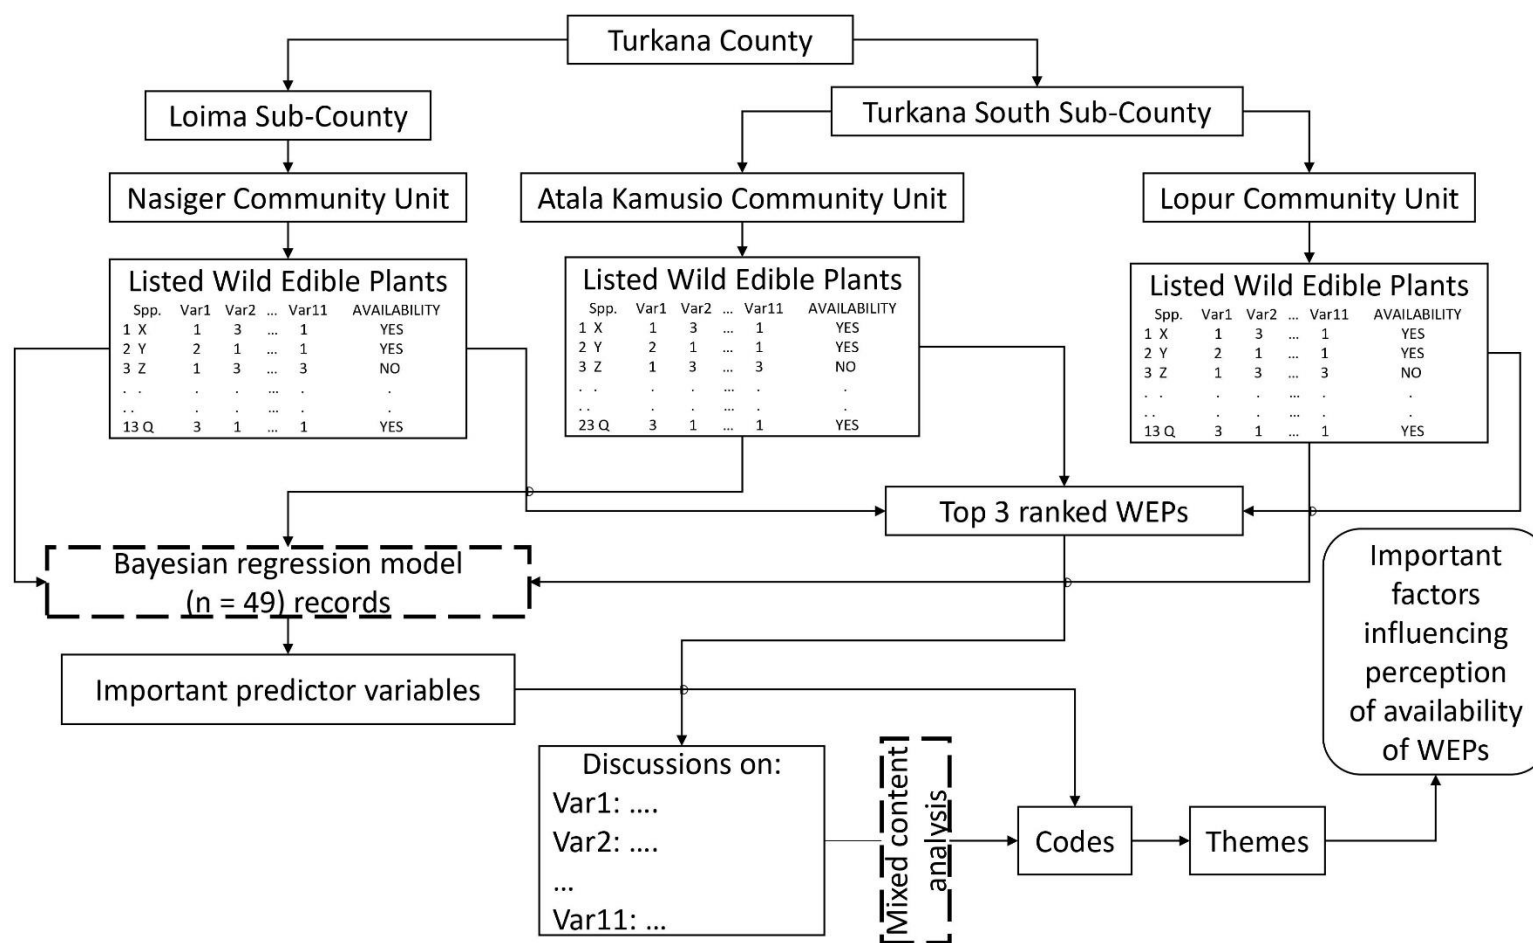 Turkana County
Loima Sub-County
Turkana South Sub-County
Nasiger Community Unit
Atala Kamusio Community Unit
Lopur Community Unit
Listed Wild Edible Plants
Spp. Var1 Var2 ... Var11 AVAILABILITY
1 X 1 3 ... 1 YES
2 Y 2 1 ... 1 YES
3 Z 1 3 ... 3 NO
. . . . ... . .
. . . . ... . .
13 Q 3 1 ... 1 YES
Listed Wild Edible Plants
Spp. Var1 Var2 ... Var11 AVAILABILITY
1 X 1 3 ... 1 YES
2 Y 2 1 ... 1 YES
3 Z 1 3 ... 3 NO
. . . . ... . .
. . . . ... . .
23 Q 3 1 ... 1 YES
Listed Wild Edible Plants
Spp. Var1 Var2 ... Var11 AVAILABILITY
1 X 1 3 ... 1 YES
2 Y 2 1 ... 1 YES
3 Z 1 3 ... 3 NO
. . . . ... . .
. . . . ... . .
13 Q 3 1 ... 1 YES
Top 3 ranked WEPs
Bayesian regression model
(n = 49) records
Important predictor variables
Discussions on:
Var1: ....
Var2: ....
...
Var11: ...
Mixed content
analysis
Codes
Themes
Important
factors
influencing
perception
of availability
of WEPs